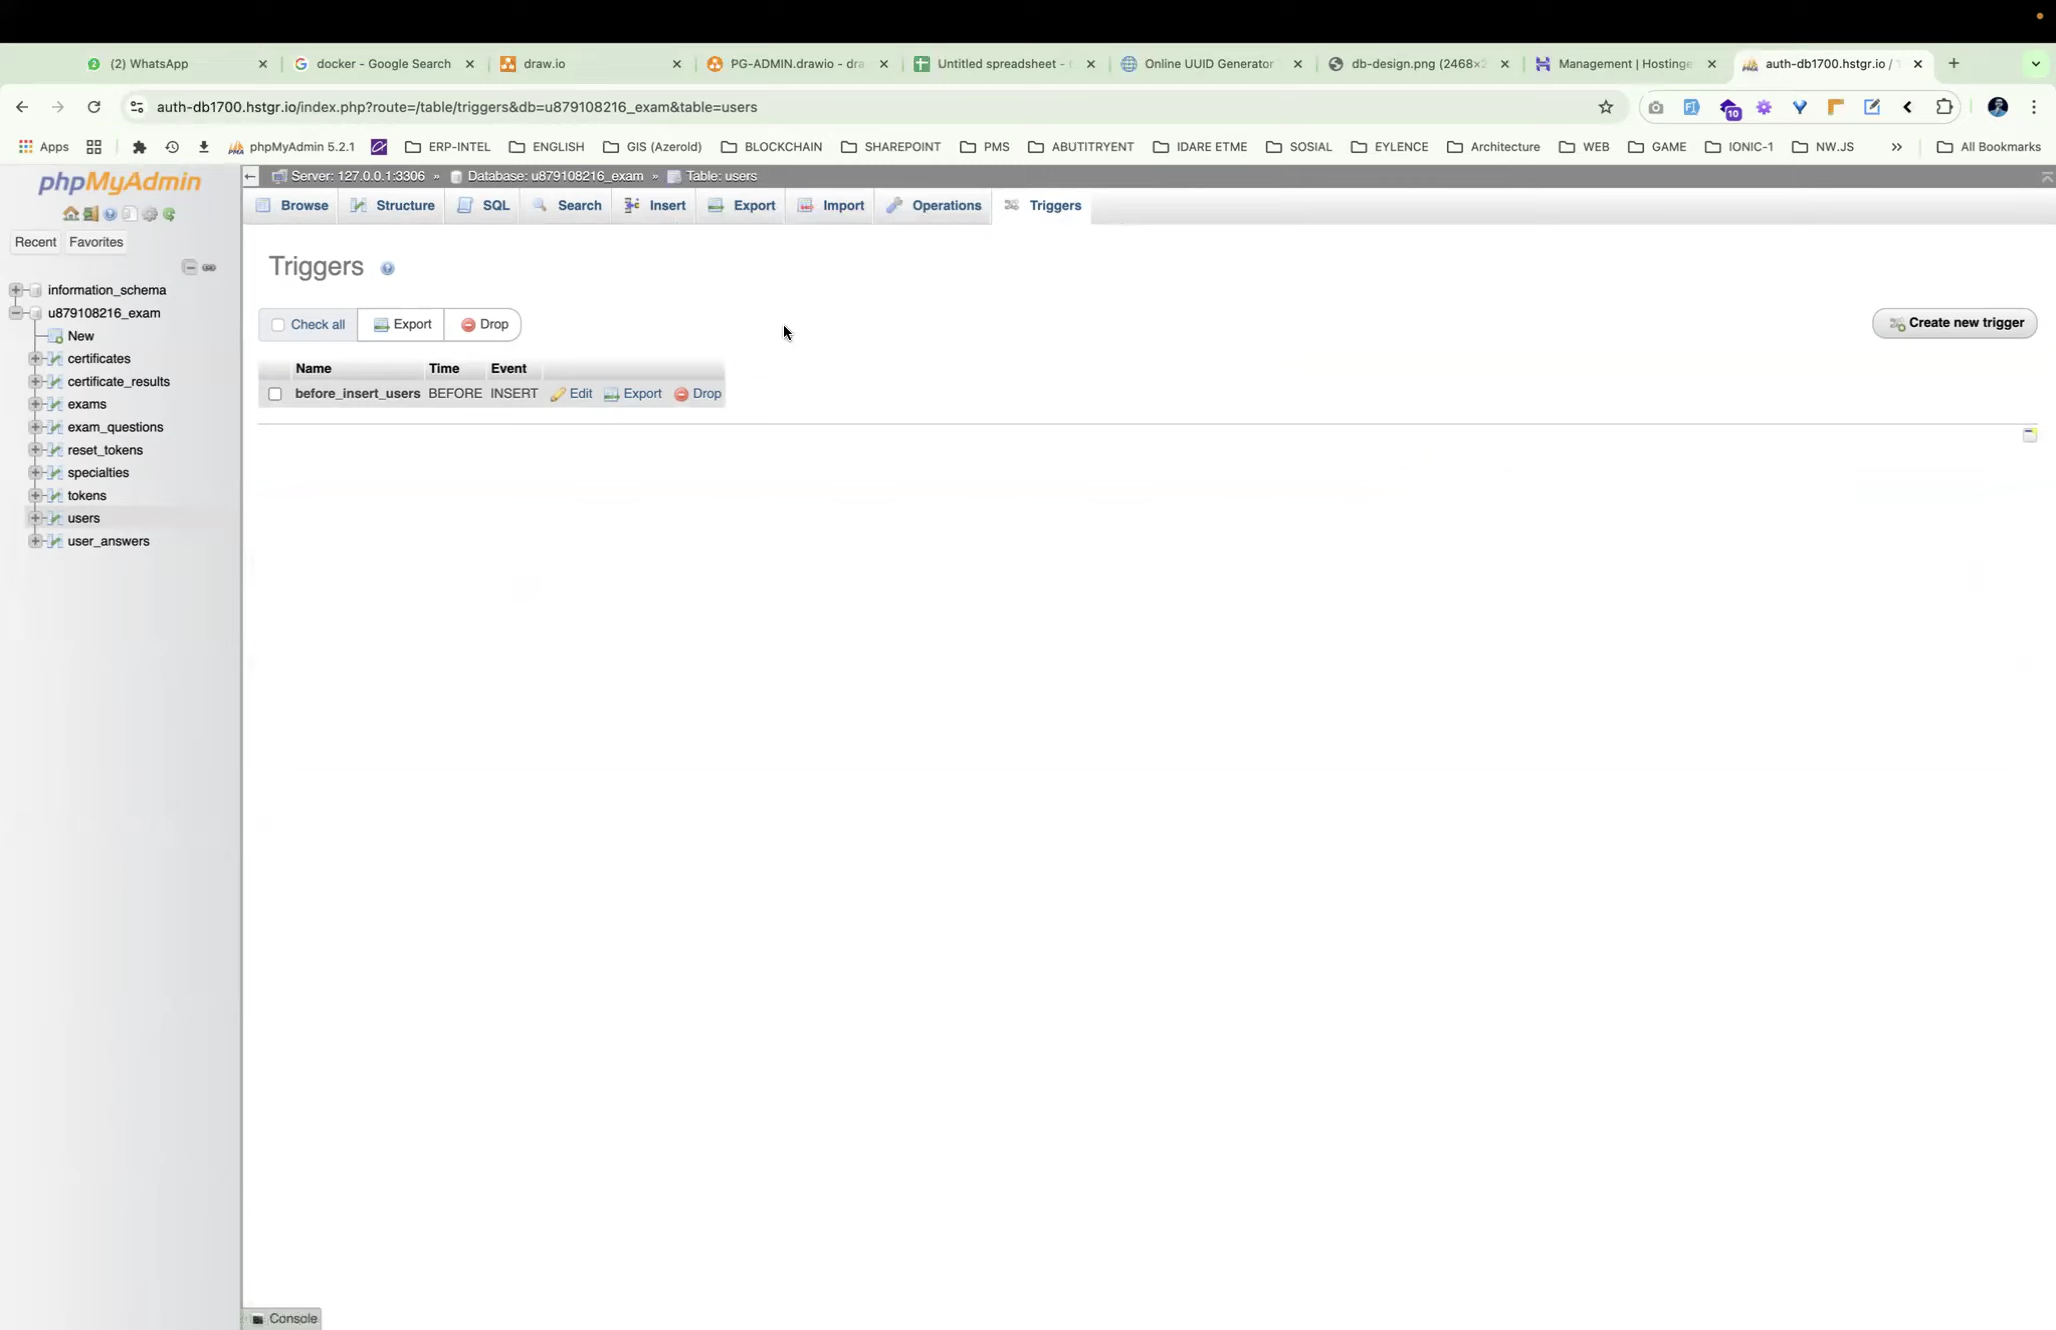 (2) WhatsApp
docker - Google Search
draw.io
PG-ADMIN.drawio - dra
Untitled spreadsheet -
Online UUID Generator
db-design.png (2468×2
Management | Hostinge
auth-db1700.hstgr.io /
auth-db1700.hstgr.io/index.php?route=/table/triggers&db=u879108216_exam&table=users
10
Apps
phpMyAdmin 5.2.1
ERP-INTEL
ENGLISH
GIS (Azerold)
BLOCKCHAIN
SHAREPOINT
PMS
ABUTITRYENT
IDARE ETME
SOSIAL
EYLENCE
Architecture
WEB
GAME
IONIC-1
NW.JS
All Bookmarks
phpMyAdmin
Recent Favorites
information_schema
u879108216_exam
New
certificates
certificate_results
exams
exam_questions
reset_tokens
specialties
tokens
users
user_answers
Server: 127.0.0.1:3306 » Database: u879108216_exam » Table: users
Browse Structure SQL Search Insert Export Import Operations Triggers
Triggers
Check all Export Drop
Create new trigger
Name Time Event
before_insert_users BEFORE INSERT Edit Export Drop
Console